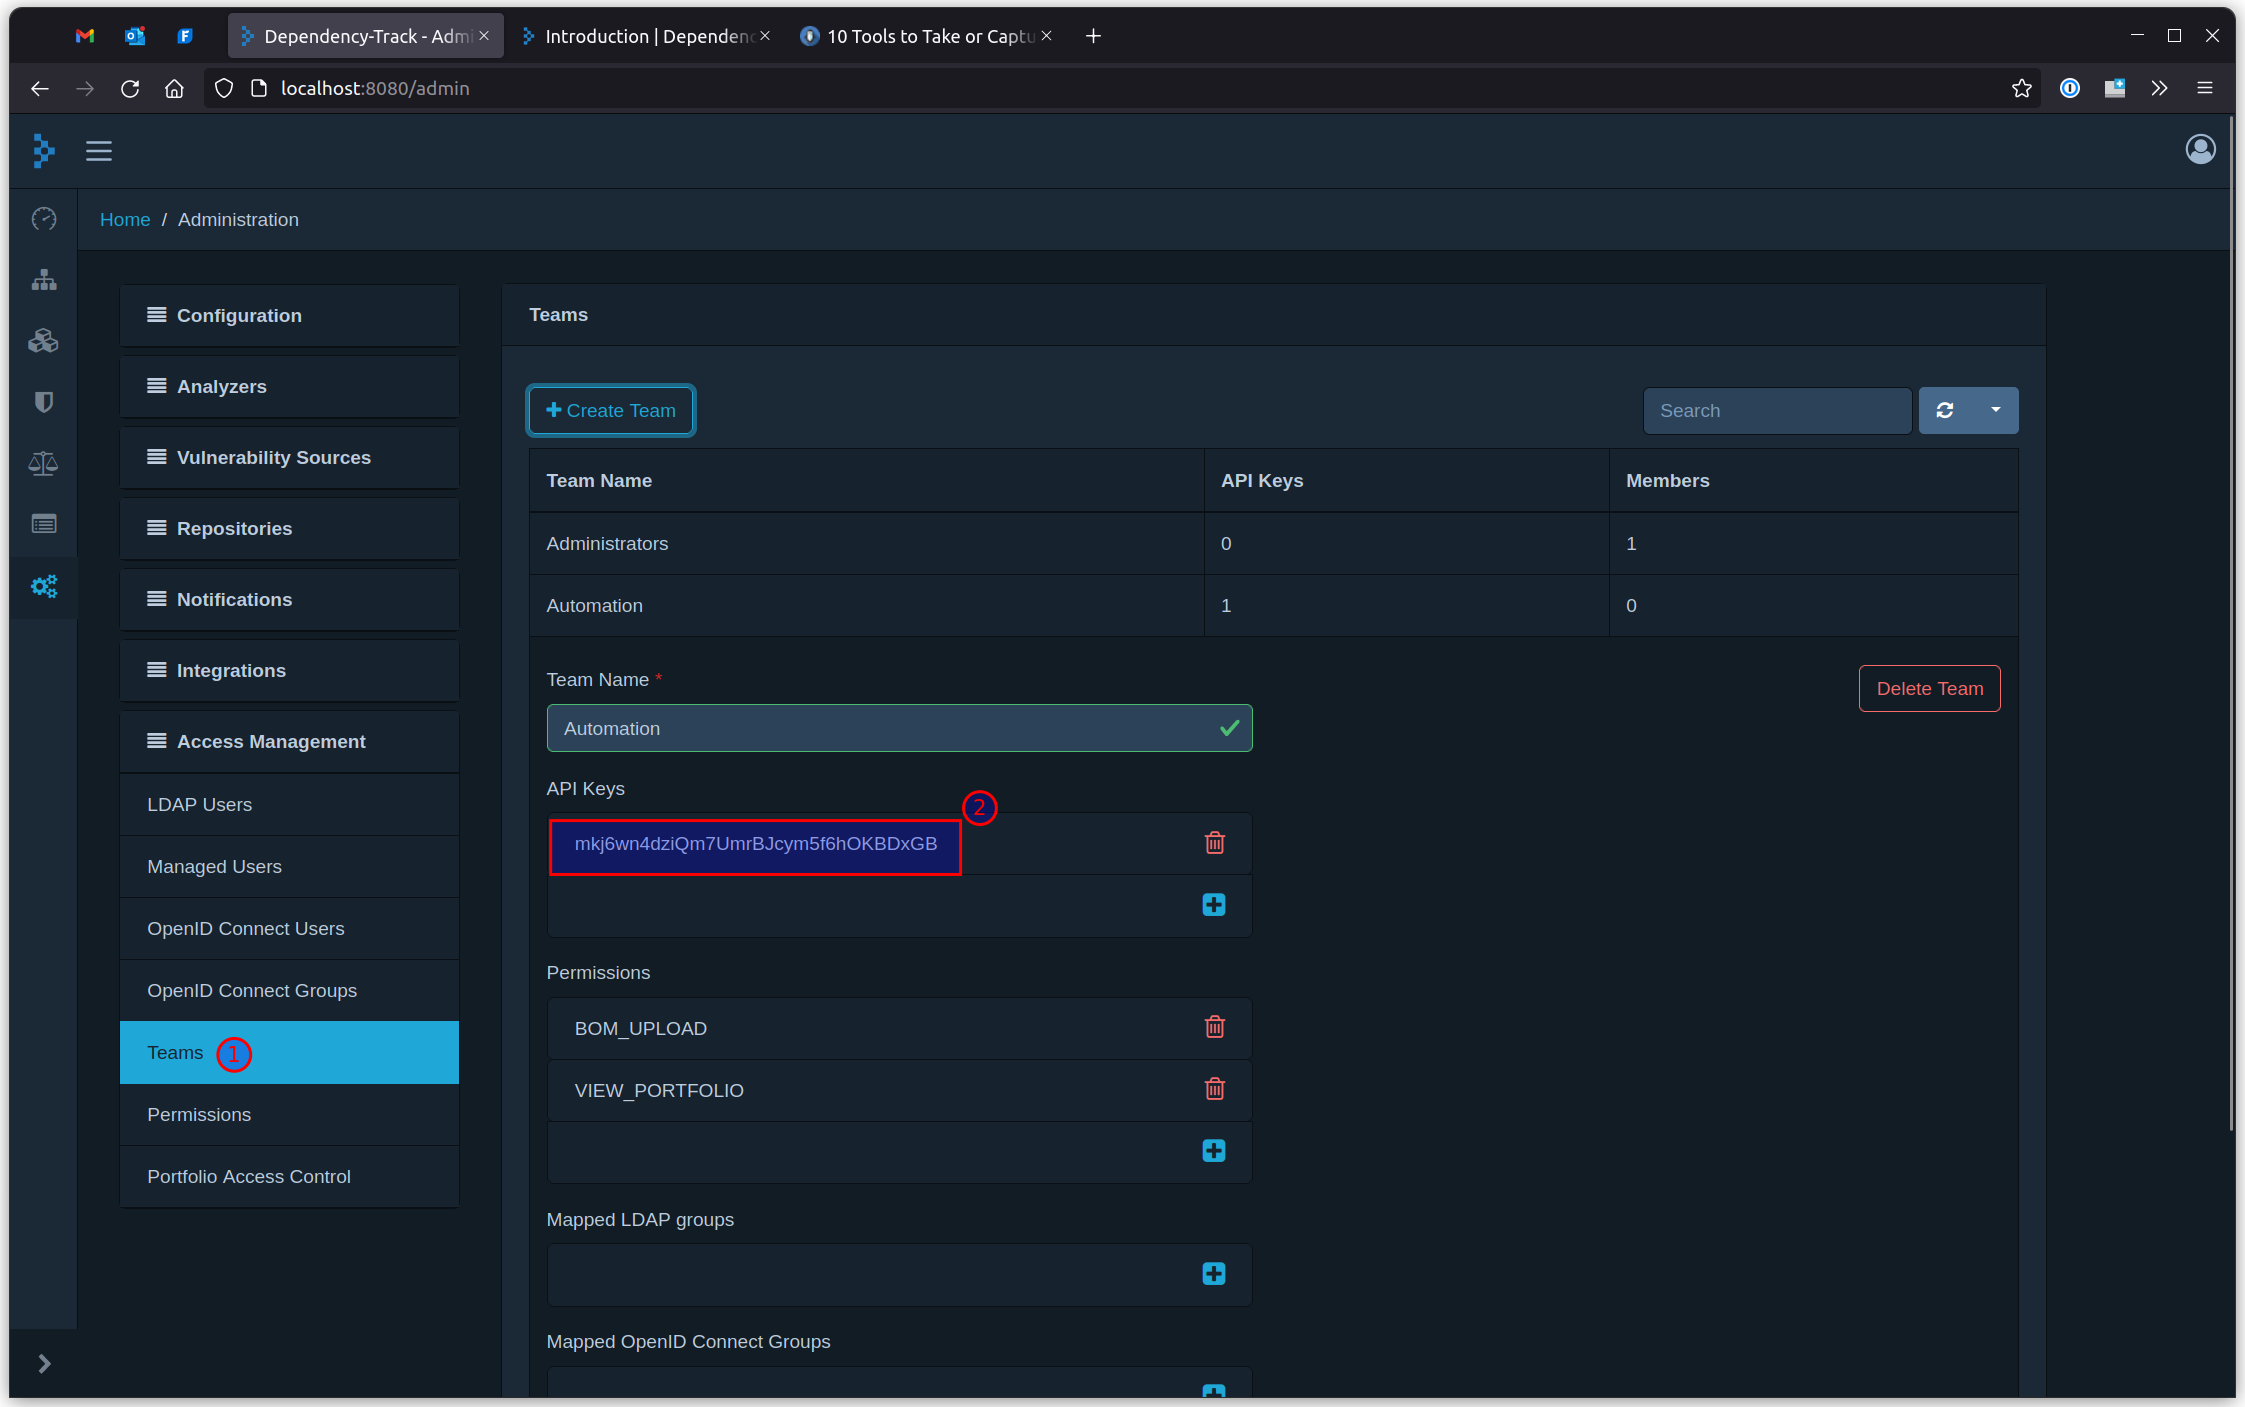 Dependency-Track - Admi
Introduction | Dependenc
10 Tools to Take or Captu
localhost:8080/admin
Home / Administration
Configuration
Analyzers
Vulnerability Sources
Repositories
Notifications
Integrations
Access Management
LDAP Users
Managed Users
OpenID Connect Users
OpenID Connect Groups
Teams 1
Permissions
Portfolio Access Control
Teams
Create Team
Search
Team Name API Keys Members
Administrators 0 1
Automation 1 0
Team Name *
Delete Team
Automation
API Keys
2
mkj6wn4dziQm7UmrBJcym5f6hOKBDxGB
Permissions
BOM_UPLOAD
VIEW_PORTFOLIO
Mapped LDAP groups
Mapped OpenID Connect Groups